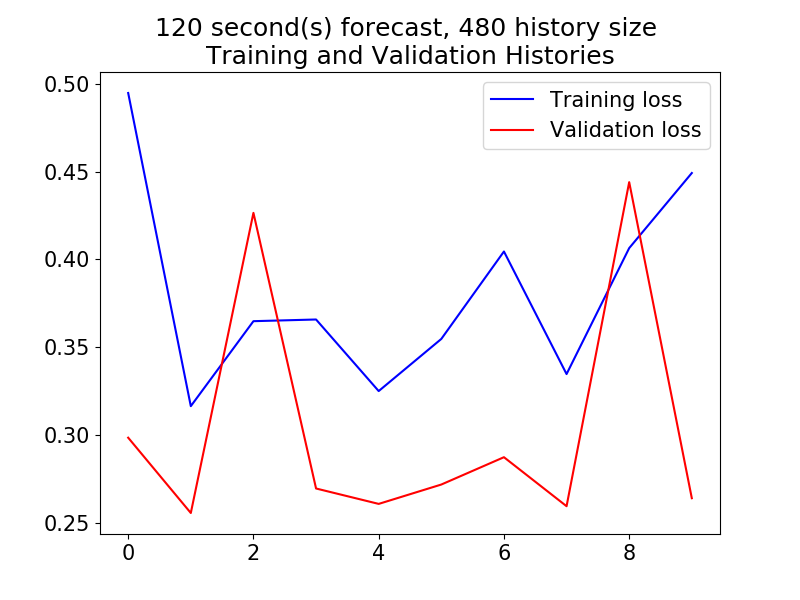 120 second(s) forecast, 480 history size
Training and Validation Histories
Training loss
Validation loss
0.50
0.45
0.40
0.35
0.30
0.25
0 2 4 6 8